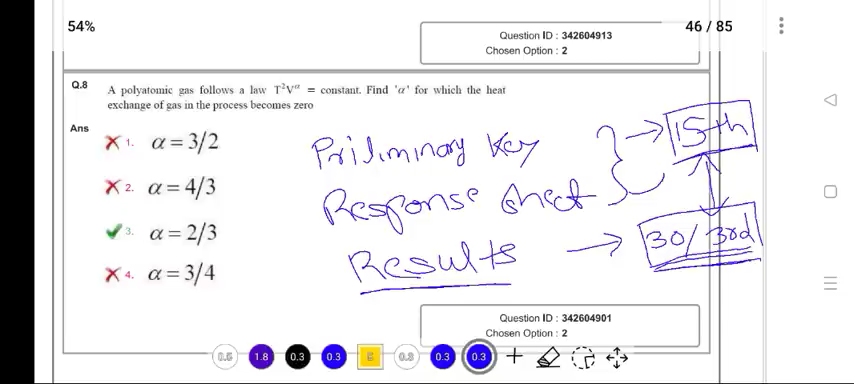 54%
46 / 85
Question ID : 342604913
Chosen Option : 2
Q.8 A polyatomic gas follows a law T²Vᵅ = constant. Find 'α' for which the heat
exchange of gas in the process becomes zero
Ans
1. α = 3/2
2. α = 4/3
3. α = 2/3
4. α = 3/4
Priliminary Key
Response sheet
15th
Results
30/ 3rd
Question ID : 342604901
Chosen Option : 2
0.5 1.8 0.3 0.3 E 0.3 0.3 0.3